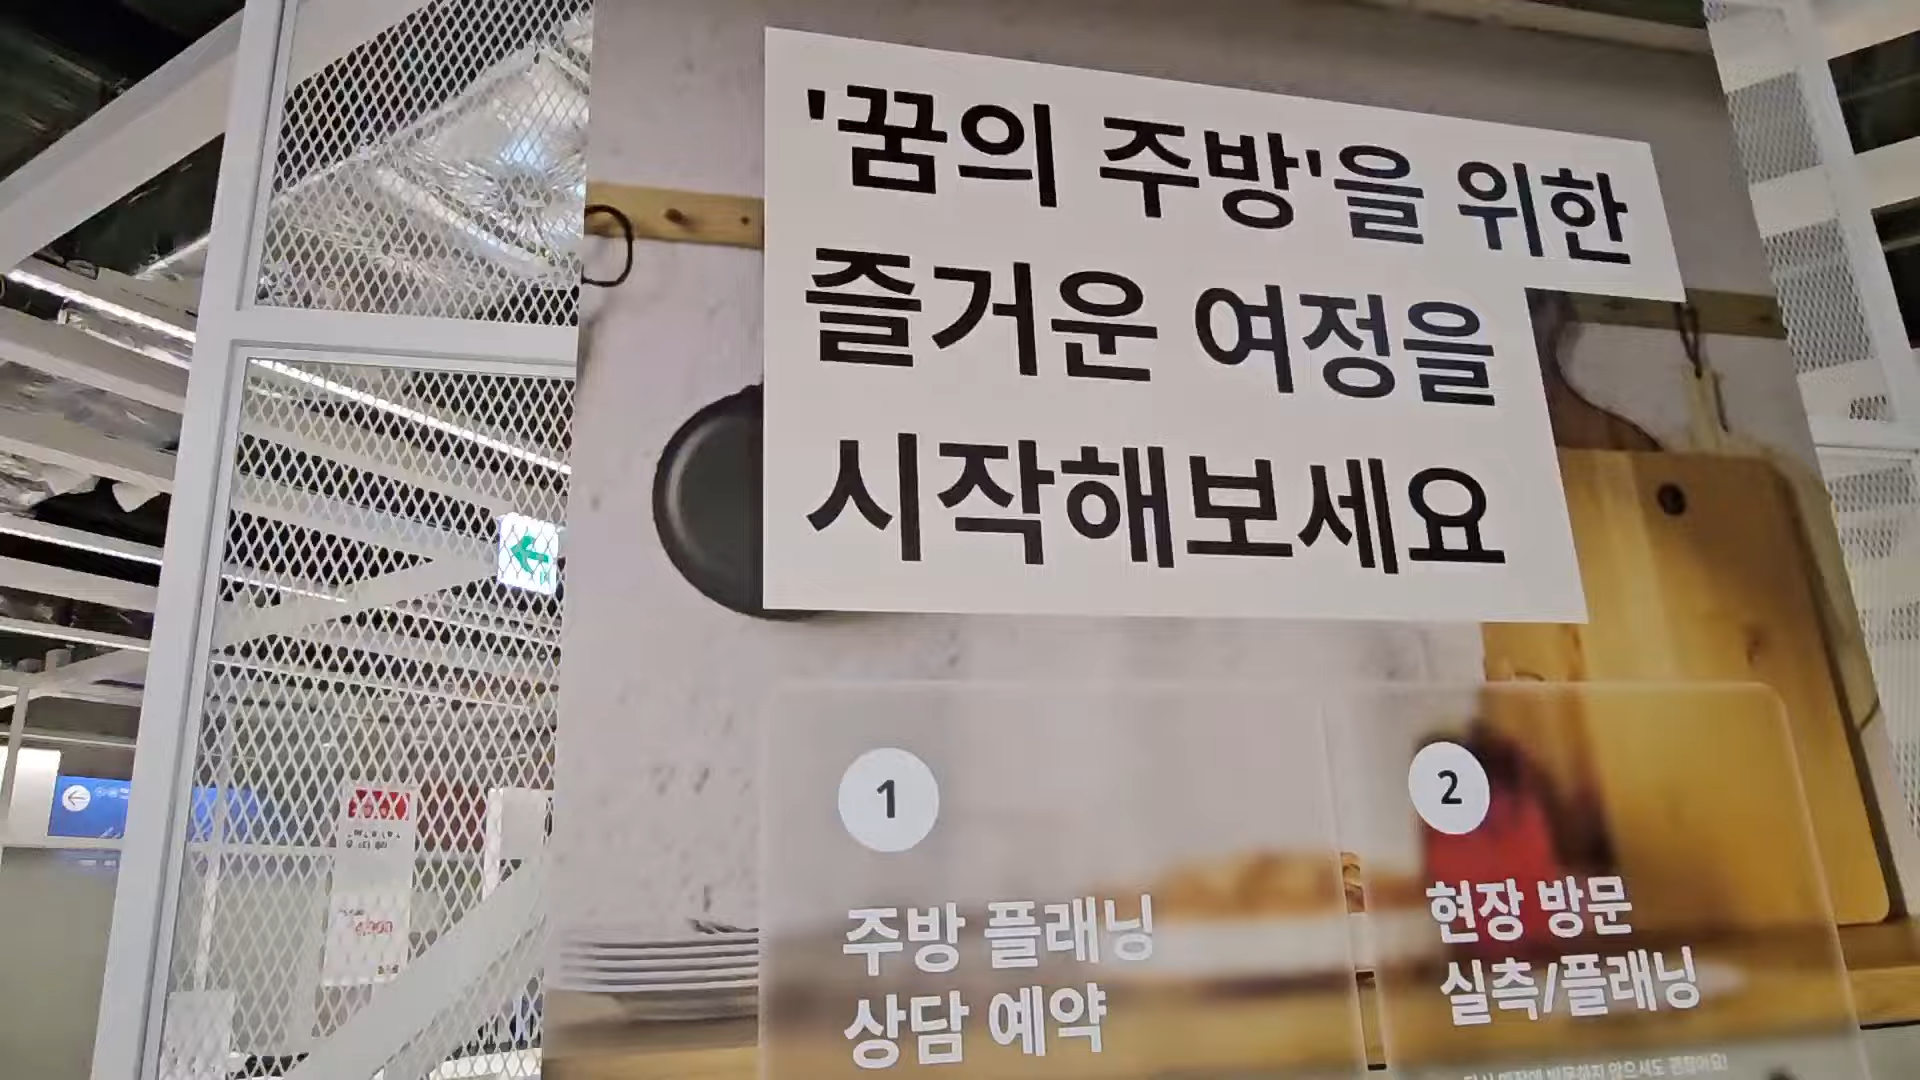 '꿈의 주방'을 위한
즐거운 여정을
시작해보세요
1
주방 플래닝
상담 예약
2
현장 방문
실측/플래닝